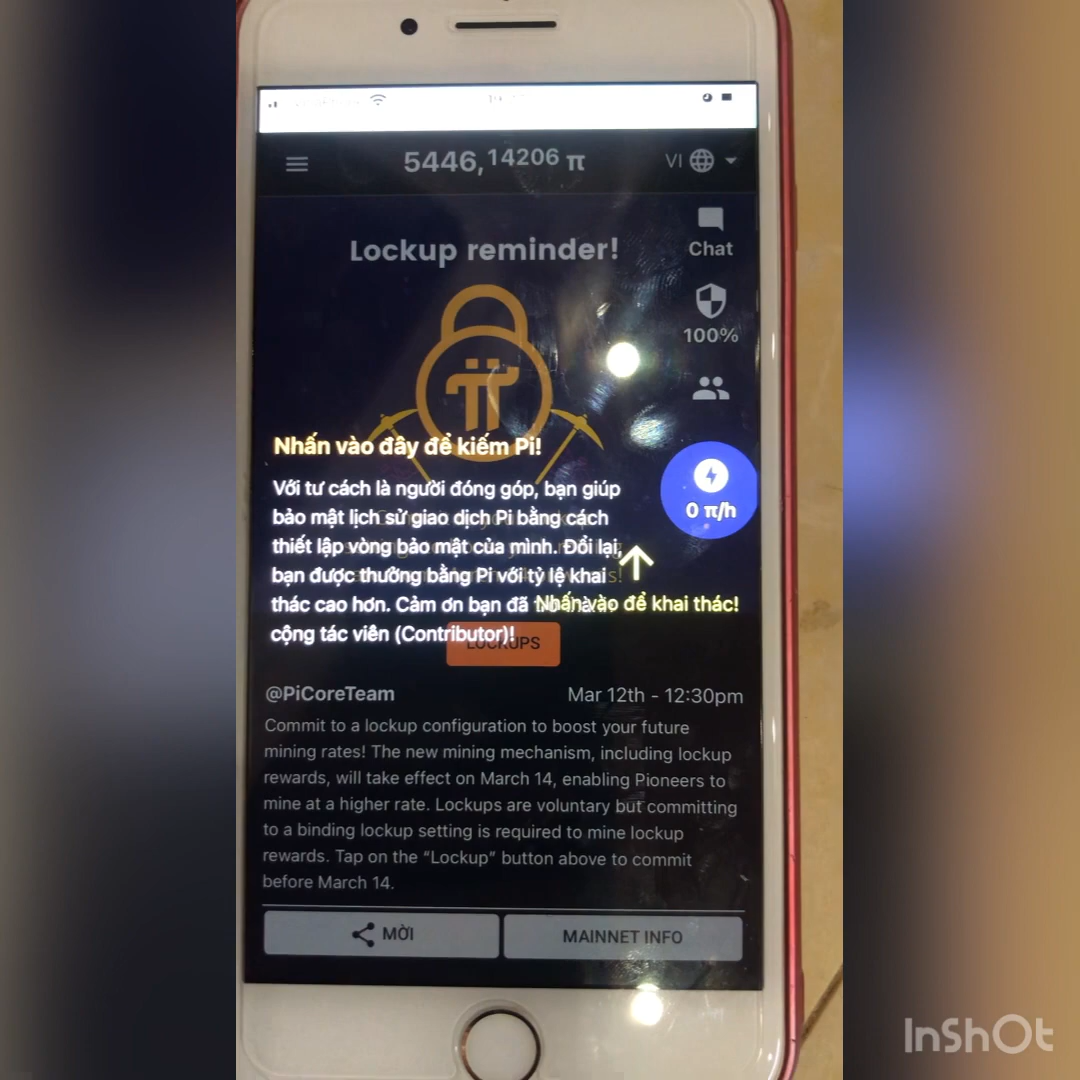 5446,14206 π
VI
Lockup reminder!
Chat
100%
Nhấn vào đây để kiếm Pi!
0 π/h
Với tư cách là người đóng góp, bạn giúp
bảo mật lịch sử giao dịch Pi bằng cách
thiết lập vòng bảo mật của mình. Đổi lại,
bạn được thưởng bằng Pi với tỷ lệ khai
thác cao hơn. Cảm ơn bạn đã
Nhấn vào để khai thác!
cộng tác viên (Contributor)!
LOCKUPS
@PiCoreTeam
Mar 12th - 12:30pm
Commit to a lockup configuration to boost your future
mining rates! The new mining mechanism, including lockup
rewards, will take effect on March 14, enabling Pioneers to
mine at a higher rate. Lockups are voluntary but committing
to a binding lockup setting is required to mine lockup
rewards. Tap on the “Lockup” button above to commit
before March 14.
MỜI
MAINNET INFO
InShOt